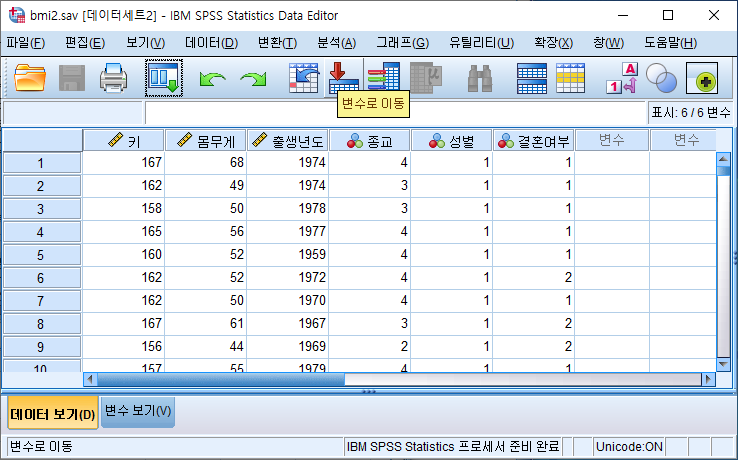 bmi2.sav [데이터세트2] - IBM SPSS Statistics Data Editor
파일(F) 편집(E) 보기(V) 데이터(D) 변환(T) 분석(A) 그래프(G) 유틸리티(U) 확장(X) 창(W) 도움말(H)
A
1
변수로 이동
표시: 6 / 6 변수
키 몸무게 출생년도 종교 성별 결혼여부 변수 변수
1 167 68 1974 4 1 1
2 162 49 1974 3 1 1
3 158 50 1978 3 1 1
4 165 56 1977 4 1 1
5 160 52 1959 4 1 1
6 162 52 1972 4 1 2
7 162 50 1970 4 1 1
8 167 61 1967 3 1 2
9 156 44 1969 2 1 2
10 157 55 1979 4 1 1
데이터 보기(D) 변수 보기(V)
변수로 이동 IBM SPSS Statistics 프로세서 준비 완료 Unicode:ON